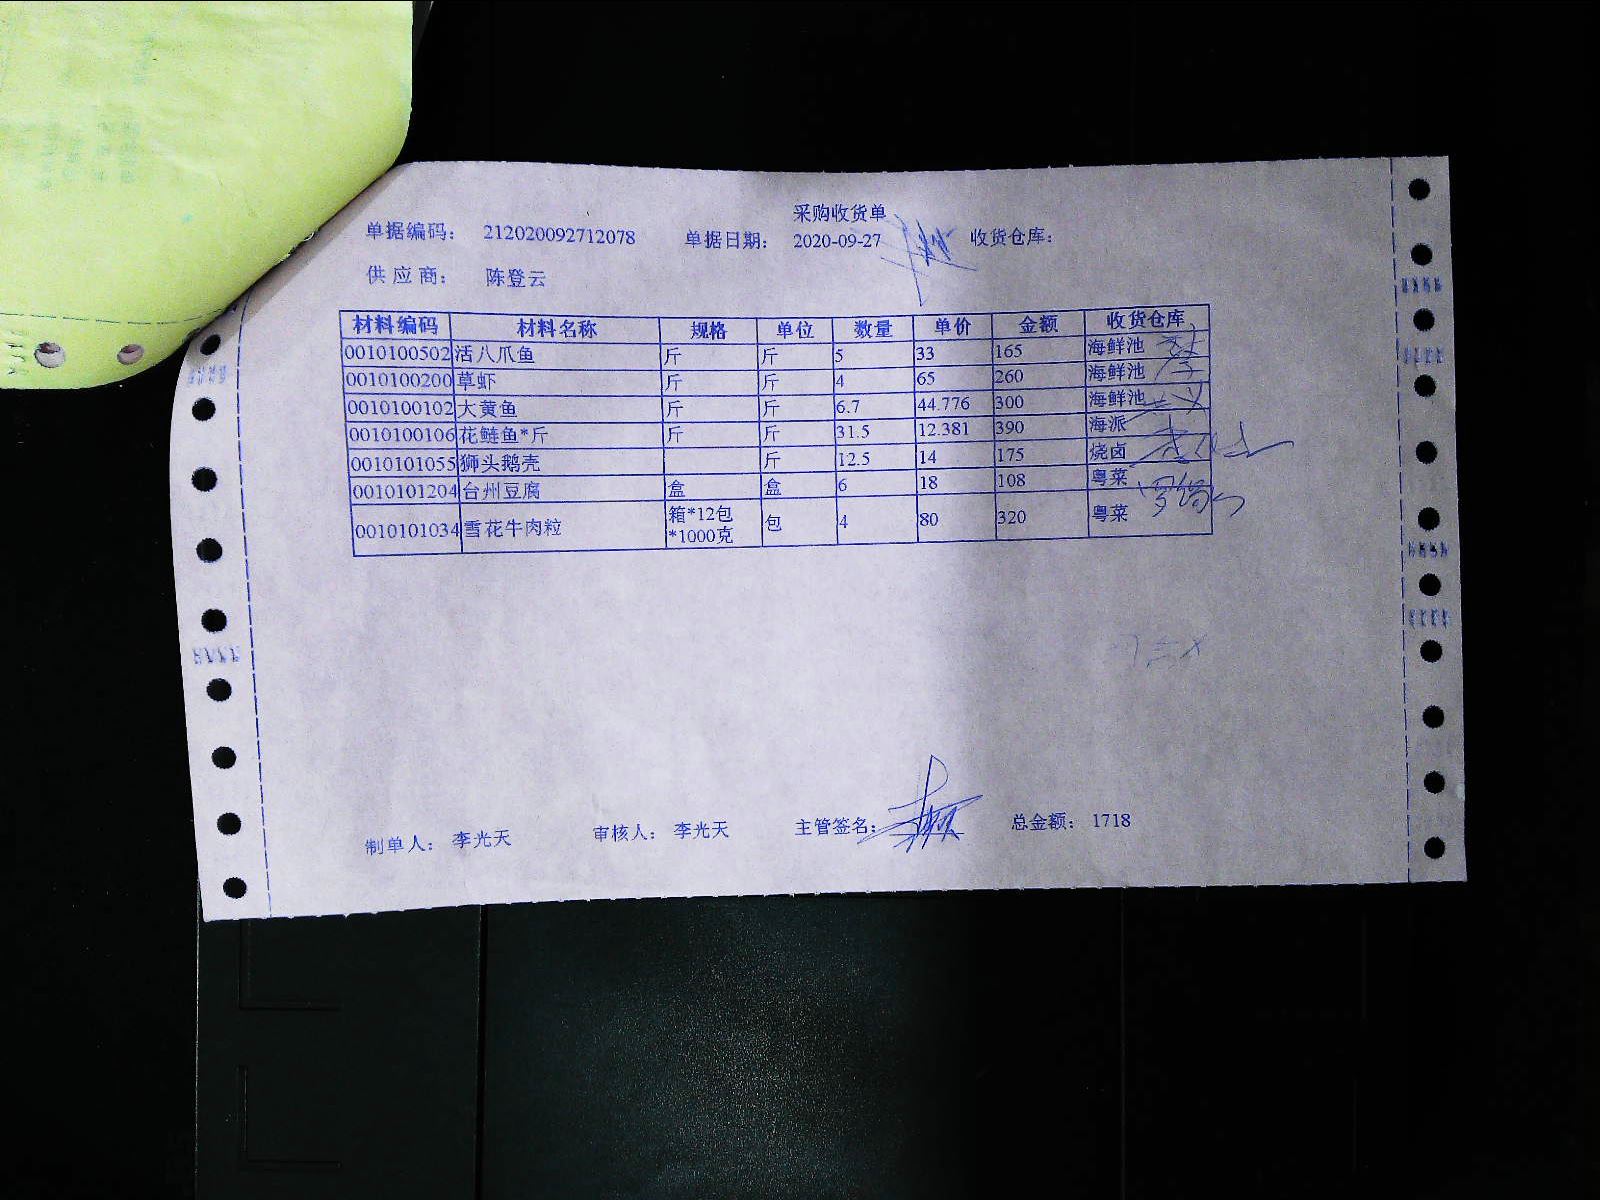 采购收货单
单据编码： 212020092712078 单据日期： 2020-09-27 收货仓库：
供 应 商： 陈登云
材料编码 材料名称 规格 单位 数量 单价 金额 收货仓库
0010100502 活八爪鱼 斤 斤 5 33 165 海鲜池
0010100200 草虾 斤 斤 4 65 260 海鲜池
0010100102 大黄鱼 斤 斤 6.7 44.776 300 海鲜池
0010100106 花鲢鱼*斤 斤 斤 31.5 12.381 390 海派
0010101055 狮头鹅壳 斤 12.5 14 175 烧卤
0010101204 台州豆腐 盒 盒 6 18 108 粤菜
0010101034 雪花牛肉粒 箱*12包 包 4 80 320 粤菜
*1000克
制单人： 李光天 审核人： 李光天 主管签名： 总金额： 1718